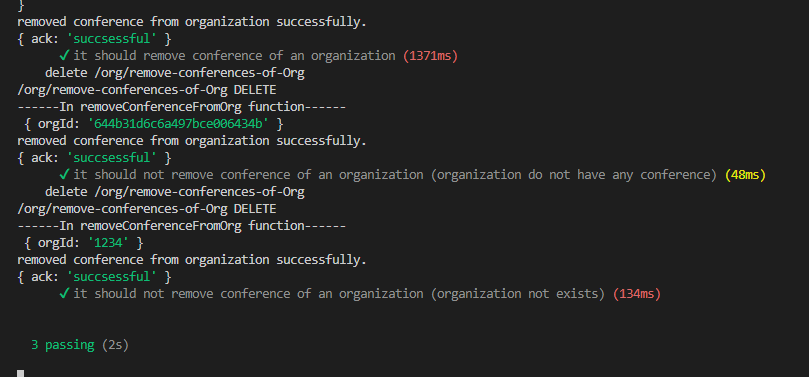 }
removed conference from organization successfully.
{ ack: 'succsessful' }
✔ it should remove conference of an organization (1371ms)
delete /org/remove-conferences-of-Org
/org/remove-conferences-of-Org DELETE
------In removeConferenceFromOrg function------
{ orgId: '644b31d6c6a497bce006434b' }
removed conference from organization successfully.
{ ack: 'succsessful' }
✔ it should not remove conference of an organization (organization do not have any conference) (48ms)
delete /org/remove-conferences-of-Org
/org/remove-conferences-of-Org DELETE
------In removeConferenceFromOrg function------
{ orgId: '1234' }
removed conference from organization successfully.
{ ack: 'succsessful' }
✔ it should not remove conference of an organization (organization not exists) (134ms)
3 passing (2s)